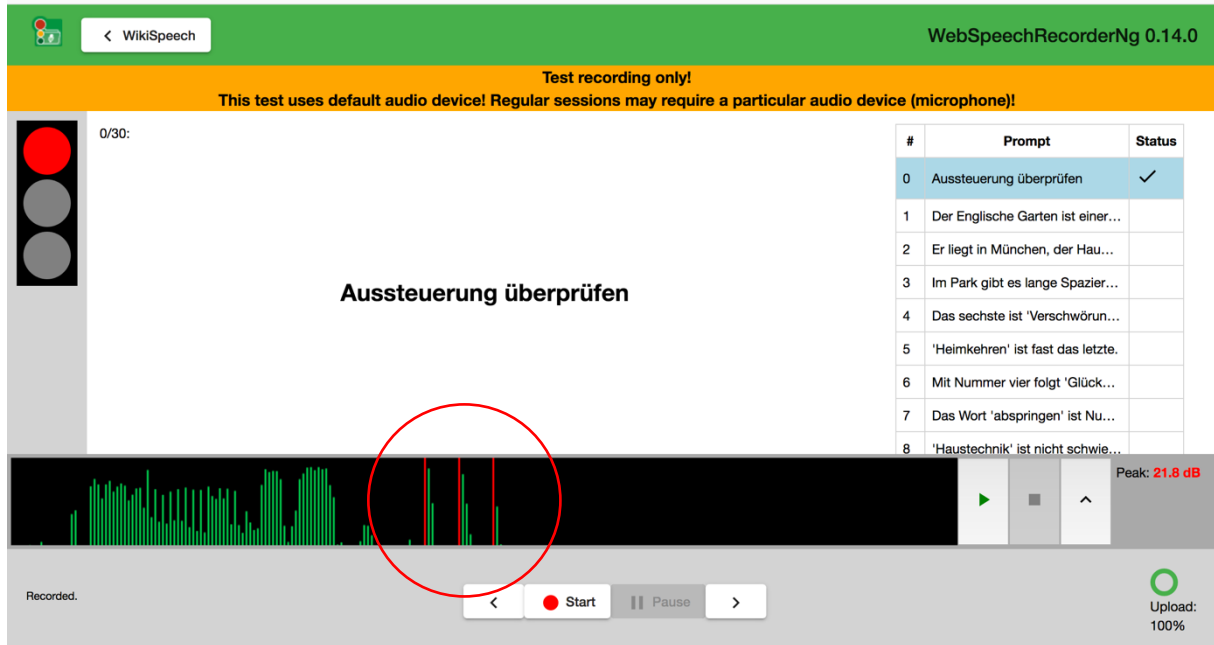 WikiSpeech
WebSpeechRecorderNg 0.14.0
Test recording only!
This test uses default audio device! Regular sessions may require a particular audio device (microphone)!
0/30:
Aussteuerung überprüfen
# Prompt Status
0 Aussteuerung überprüfen
1 Der Englische Garten ist einer…
2 Er liegt in München, der Hau…
3 Im Park gibt es lange Spazier…
4 Das sechste ist 'Verschwörun…
5 'Heimkehren' ist fast das letzte.
6 Mit Nummer vier folgt 'Glück…
7 Das Wort 'abspringen' ist Nu…
8 'Haustechnik' ist nicht schwie…
Peak: 21.8 dB
Recorded.
Start
Pause
Upload:
100%